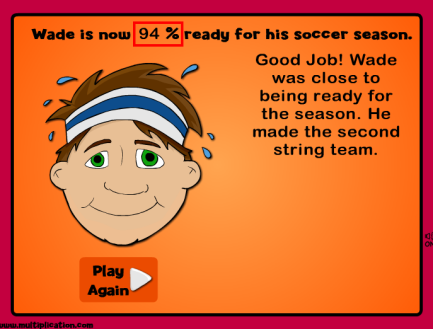 Wade is now 94 % ready for his soccer season.
Good Job! Wade
was close to
being ready for
the season. He
made the second
string team.
Play
Again
www.multiplication.com